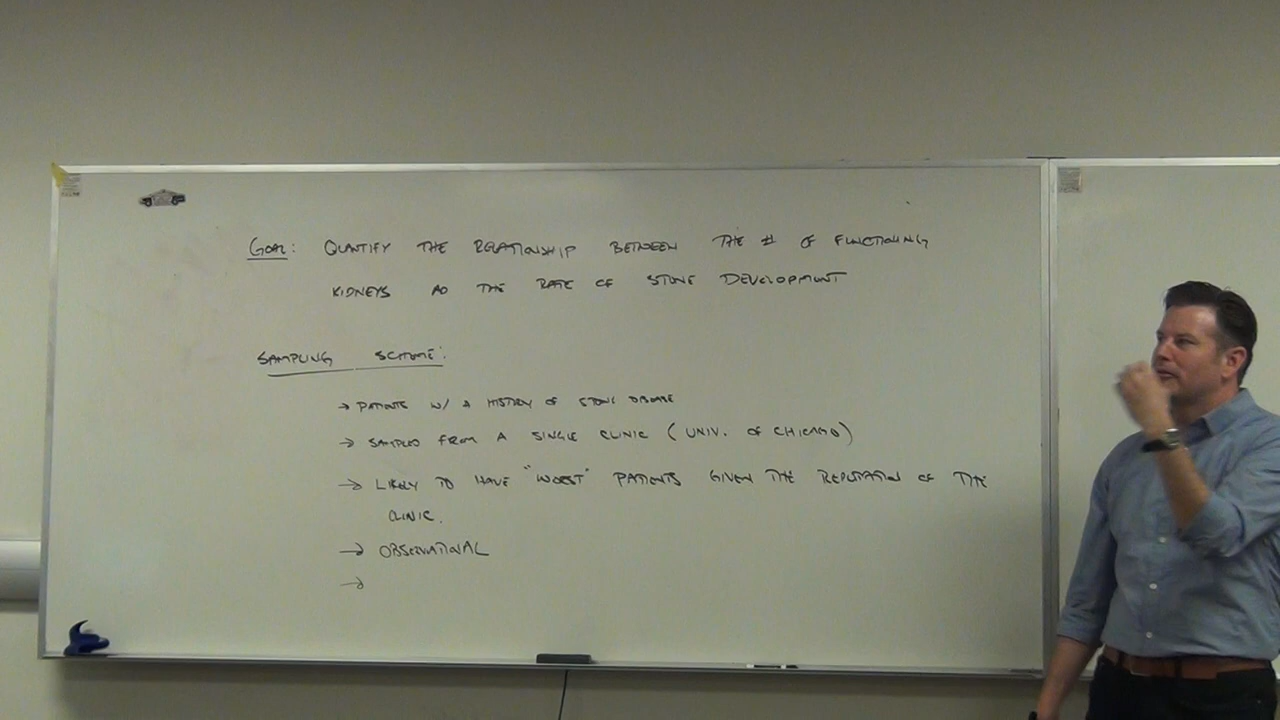 GOAL: QUANTIFY THE RELATIONSHIP BETWEEN THE # OF FUNCTIONING
KIDNEYS AD THE RATE OF STONE DEVELOPMENT
SAMPLING SCHEME:
→ PATIENTS W/ A HISTORY OF STONE DISEASE
→ SAMPLED FROM A SINGLE CLINIC (UNIV. OF CHICAGO)
→ LIKELY TO HAVE "WORST" PATIENTS GIVEN THE REPUTATION OF THE
CLINIC.
→ OBSERVATIONAL
→